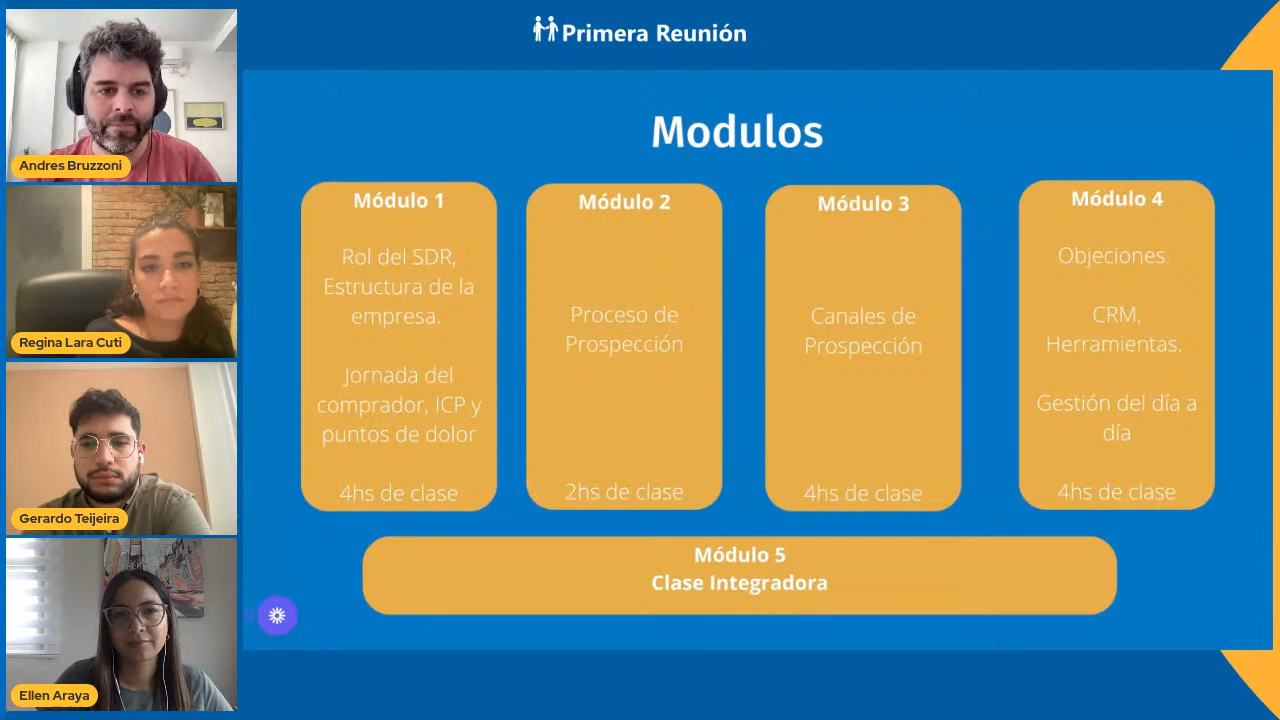 Primera Reunión
Andres Bruzzoni
Regina Lara Cuti
Gerardo Teijeira
Ellen Araya
Modulos
Módulo 1
Rol del SDR,
Estructura de la
empresa.
Jornada del
comprador, ICP y
puntos de dolor
4hs de clase
Módulo 2
Proceso de
Prospección
2hs de clase
Módulo 3
Canales de
Prospección
4hs de clase
Módulo 4
Objeciones.
CRM,
Herramientas.
Gestión del día a
día
4hs de clase
Módulo 5
Clase Integradora